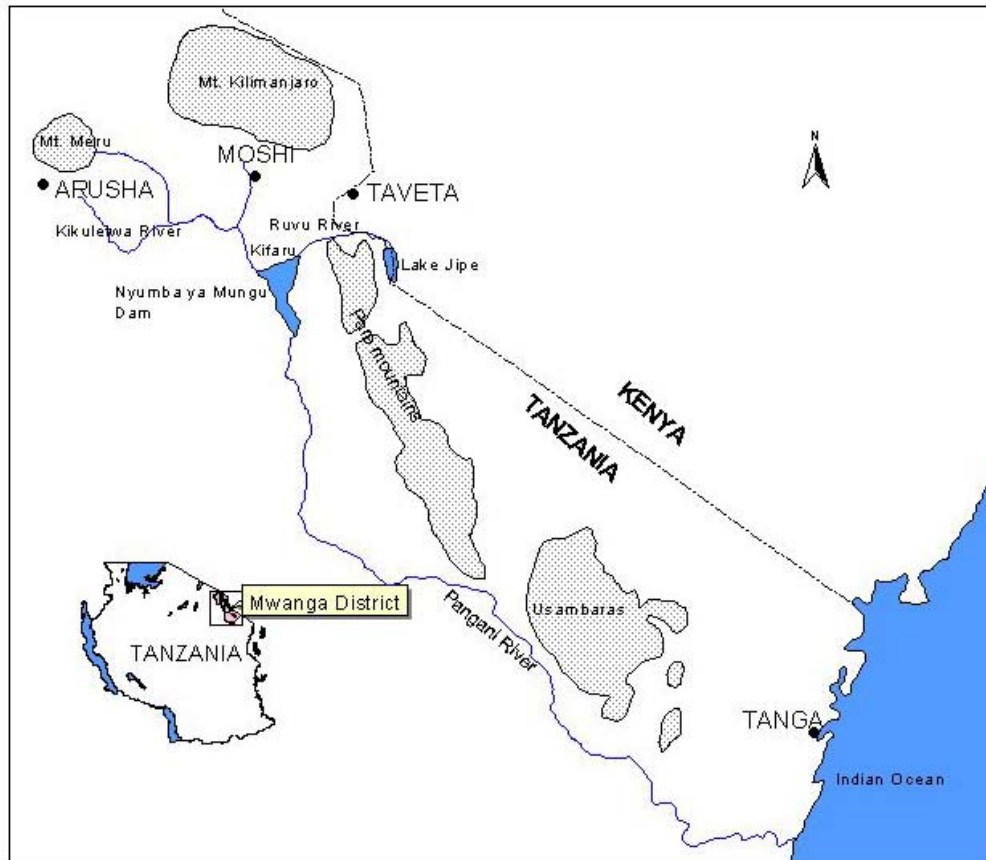 Mt. Kilimanjaro
N
Mt. Meru
MOSHI
ARUSHA
TAVETA
Kikuletwa River
Ruvu River
Kifaru
Lake Jipe
Nyumba ya Mungu
Dam
Pare mountains
KENYA
TANZANIA
Mwanga District
Usambaras
Pangani River
TANZANIA
TANGA
Indian Ocean